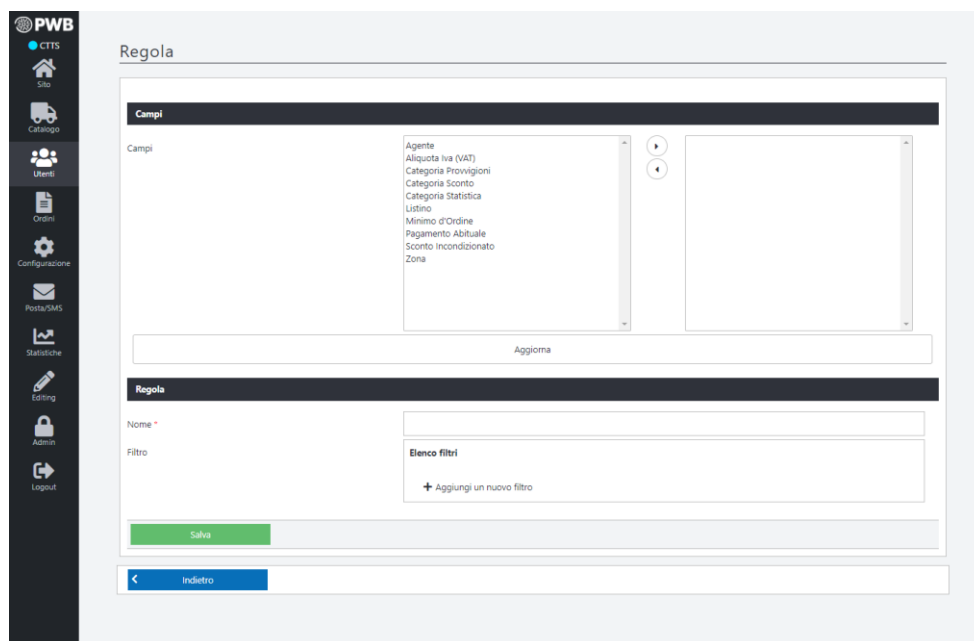 PWB
CTTS
Sito
Catalogo
Utenti
Ordini
Configurazione
Posta/SMS
Statistiche
Editing
Admin
Logout
Regola
Campi
Campi
Agente
Aliquota Iva (VAT)
Categoria Provvigioni
Categoria Sconto
Categoria Statistica
Listino
Minimo d'Ordine
Pagamento Abituale
Sconto Incondizionato
Zona
Aggiorna
Regola
Nome *
Filtro
Elenco filtri
+ Aggiungi un nuovo filtro
Salva
Indietro